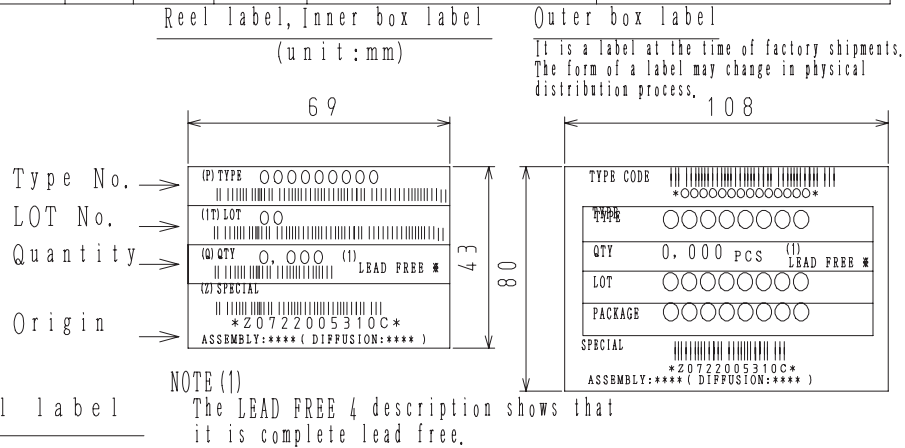 Reel label, Inner box label
(unit:mm)
Outer box label
It is a label at the time of factory shipments.
The form of a label may change in physical
distribution process.
69
108
Type No.
LOT No.
Quantity
Origin
(P) TYPE OOOOOOOOO
(1T) LOT OO
(Q) QTY O, OOO (1) LEAD FREE *
(Z) SPECIAL
*Z0722005310C*
ASSEMBLY:**** ( DIFFUSION:**** )
43
80
TYPE CODE
*OOOOOOOOOOOOO*
TYPE OOOOOOOO
QTY 0, 000 PCS (1) LEAD FREE *
LOT OOOOOOOO
PACKAGE OOOOOOOO
SPECIAL
*Z0722005310C*
ASSEMBLY:**** ( DIFFUSION:**** )
l label
NOTE (1)
The LEAD FREE 4 description shows that
it is complete lead free.